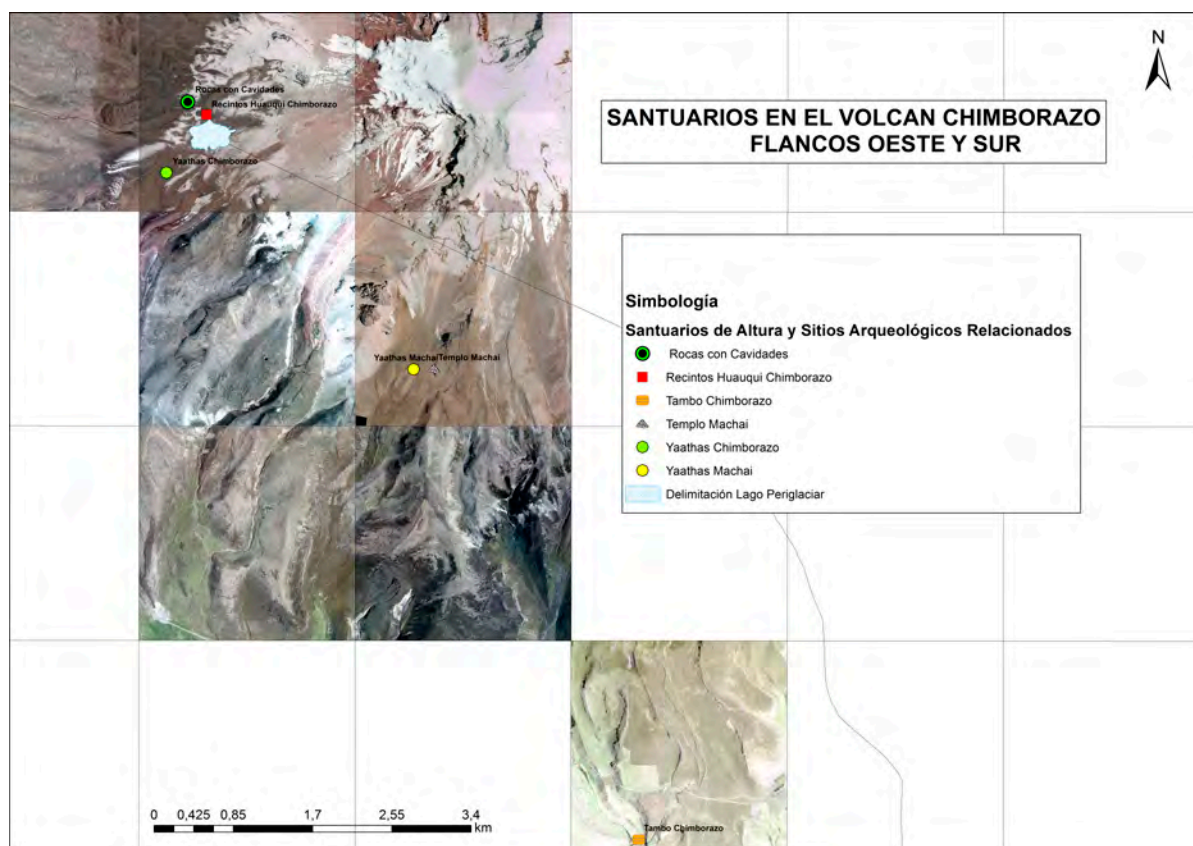 N
SANTUARIOS EN EL VOLCAN CHIMBORAZO
FLANCOS OESTE Y SUR
Rocas con Cavidades
Recintos Huauqui Chimborazo
Yaathas Chimborazo
Yaathas Machai
Templo Machai
Simbología
Santuarios de Altura y Sitios Arqueológicos Relacionados
Rocas con Cavidades
Recintos Huauqui Chimborazo
Tambo Chimborazo
Templo Machai
Yaathas Chimborazo
Yaathas Machai
Delimitación Lago Periglaciar
0 0,425 0,85 1,7 2,55 3,4
km
Tambo Chimborazo